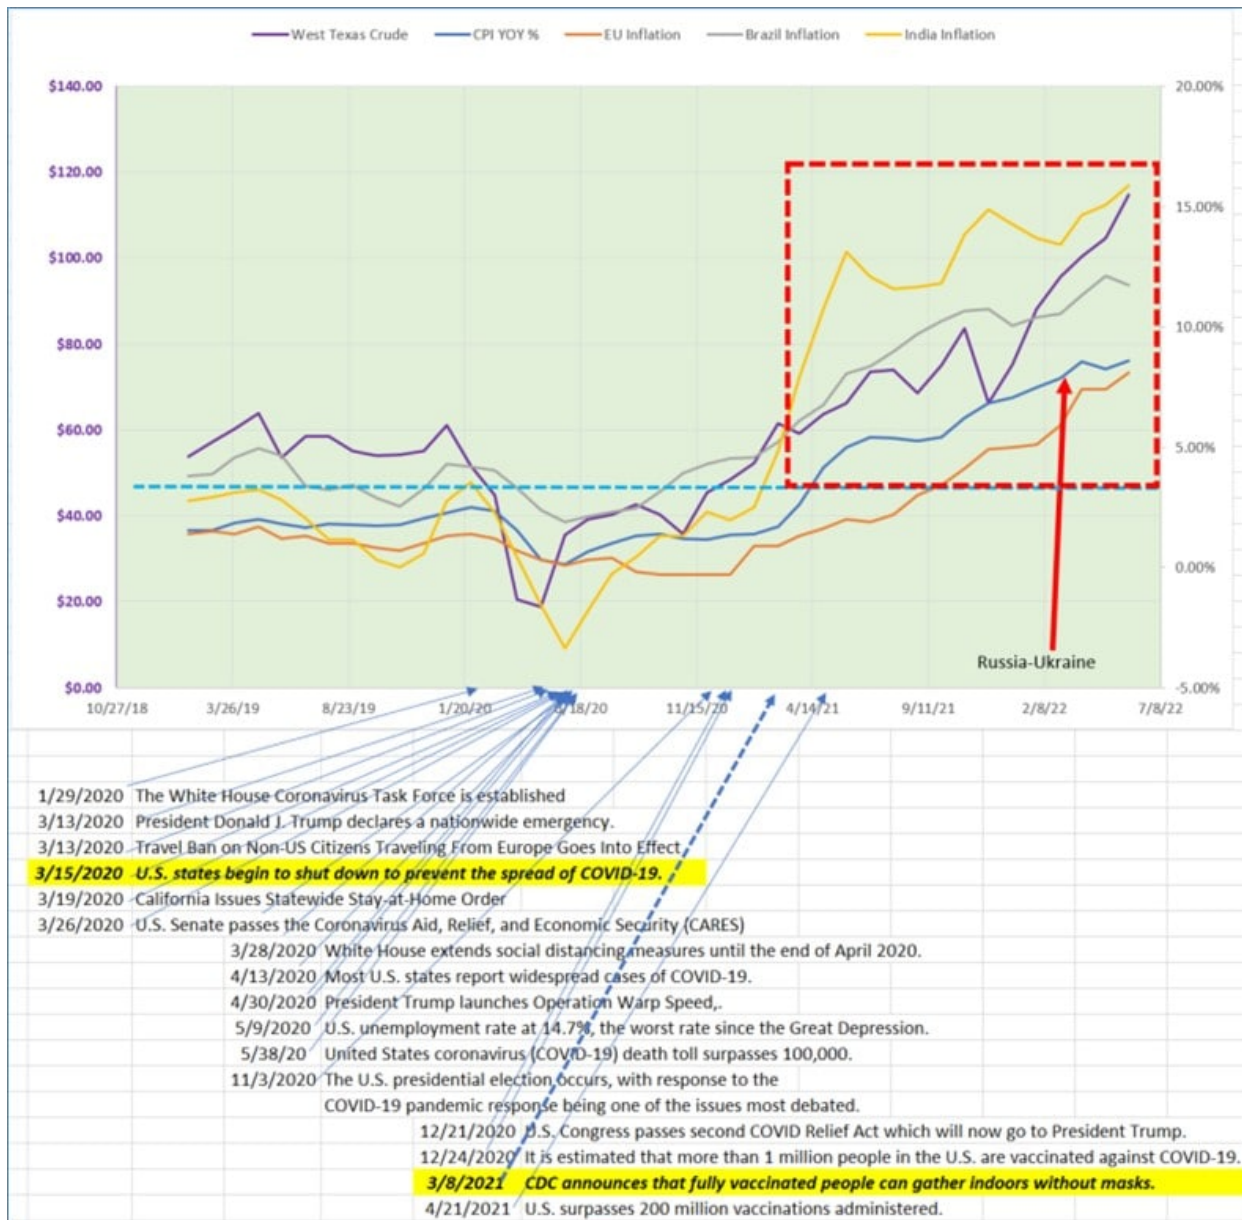 West Texas Crude CPI YOY % EU Inflation Brazil Inflation India Inflation
$140.00 20.00%
$120.00
15.00%
$100.00
10.00%
$80.00
$60.00
5.00%
$40.00
0.00%
$20.00
Russia-Ukraine
$0.00 -5.00%
10/27/18 3/26/19 8/23/19 1/20/20 6/18/20 11/15/20 4/14/21 9/11/21 2/8/22 7/8/22
1/29/2020 The White House Coronavirus Task Force is established
3/13/2020 President Donald J. Trump declares a nationwide emergency.
3/13/2020 Travel Ban on Non-US Citizens Traveling From Europe Goes Into Effect
3/15/2020 U.S. states begin to shut down to prevent the spread of COVID-19.
3/19/2020 California Issues Statewide Stay-at-Home Order
3/26/2020 U.S. Senate passes the Coronavirus Aid, Relief, and Economic Security (CARES)
3/28/2020 White House extends social distancing measures until the end of April 2020.
4/13/2020 Most U.S. states report widespread cases of COVID-19.
4/30/2020 President Trump launches Operation Warp Speed,.
5/9/2020 U.S. unemployment rate at 14.7%, the worst rate since the Great Depression.
5/38/20 United States coronavirus (COVID-19) death toll surpasses 100,000.
11/3/2020 The U.S. presidential election occurs, with response to the
COVID-19 pandemic response being one of the issues most debated.
12/21/2020 U.S. Congress passes second COVID Relief Act which will now go to President Trump.
12/24/2020 It is estimated that more than 1 million people in the U.S. are vaccinated against COVID-19.
3/8/2021 CDC announces that fully vaccinated people can gather indoors without masks.
4/21/2021 U.S. surpasses 200 million vaccinations administered.